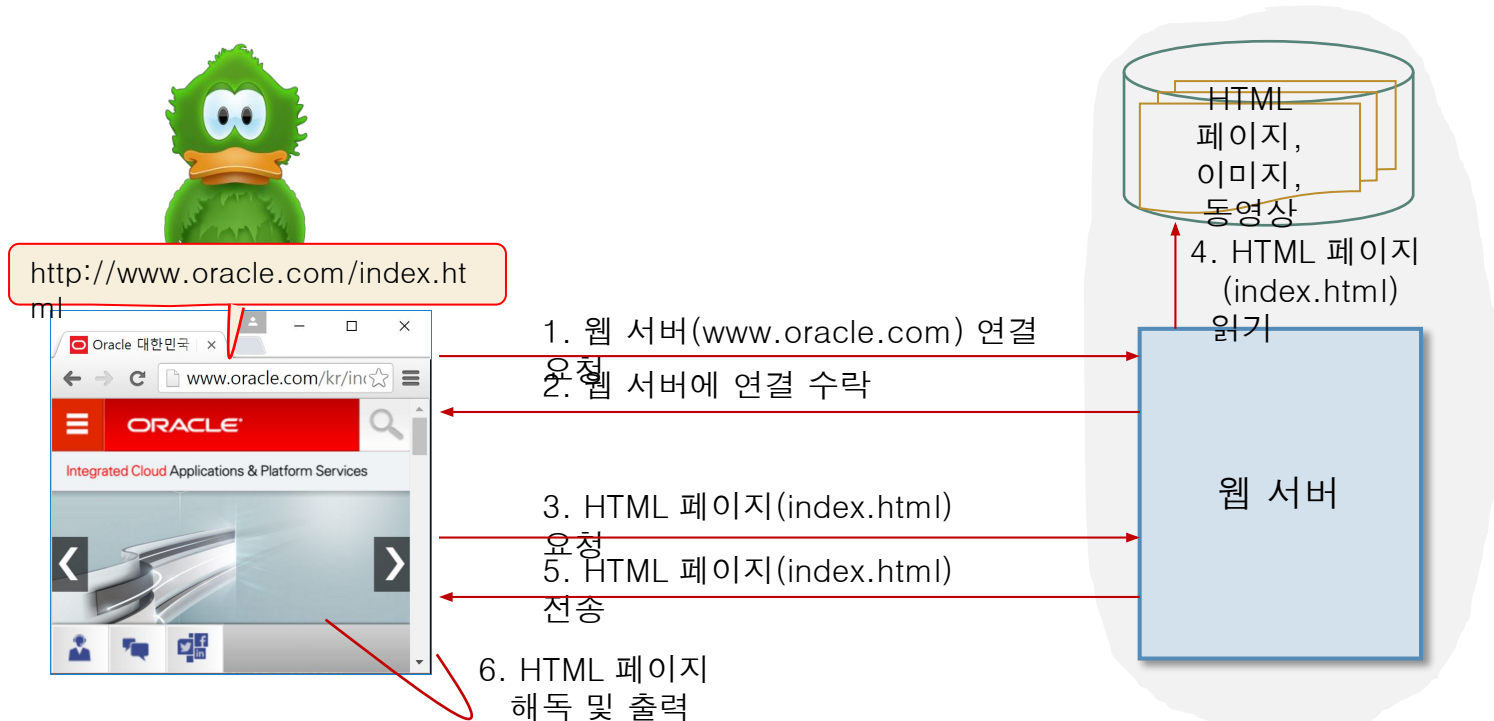 HTML
페이지,
이미지,
동영상
http://www.oracle.com/index.ht
ml
4. HTML 페이지
(index.html)
읽기
1. 웹 서버(www.oracle.com) 연결
요청
2. 웹 서버에 연결 수락
Oracle 대한민국
www.oracle.com/kr/in
ORACLE
Integrated Cloud Applications & Platform Services
웹 서버
3. HTML 페이지(index.html)
요청
5. HTML 페이지(index.html)
전송
6. HTML 페이지
해독 및 출력